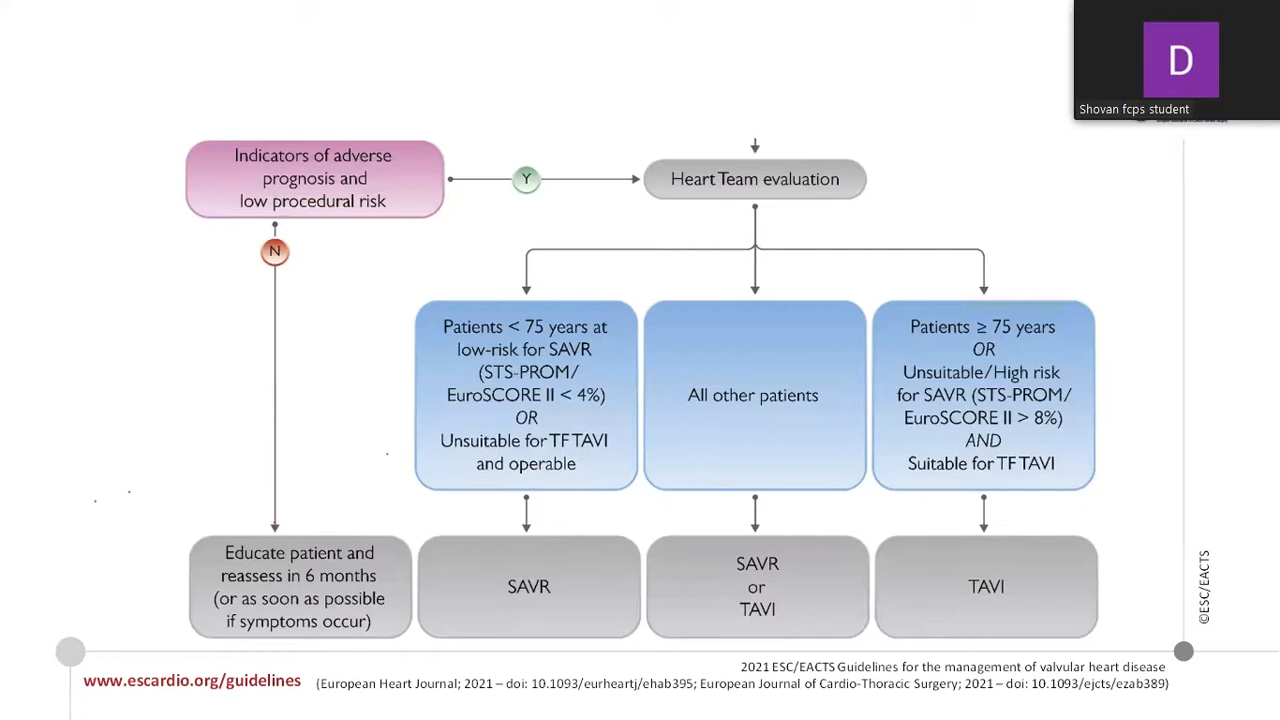 D
Shovan fcps student
Indicators of adverse
prognosis and
low procedural risk
Y
Heart Team evaluation
N
Patients < 75 years at
low-risk for SAVR
(STS-PROM/
EuroSCORE II < 4%)
OR
Unsuitable for TF TAVI
and operable
All other patients
Patients ≥ 75 years
OR
Unsuitable/High risk
for SAVR (STS-PROM/
EuroSCORE II > 8%)
AND
Suitable for TF TAVI
Educate patient and
reassess in 6 months
(or as soon as possible
if symptoms occur)
SAVR
SAVR
or
TAVI
TAVI
©ESC/EACTS
www.escardio.org/guidelines
2021 ESC/EACTS Guidelines for the management of valvular heart disease
(European Heart Journal; 2021 – doi: 10.1093/eurheartj/ehab395; European Journal of Cardio-Thoracic Surgery; 2021 – doi: 10.1093/ejcts/ezab389)